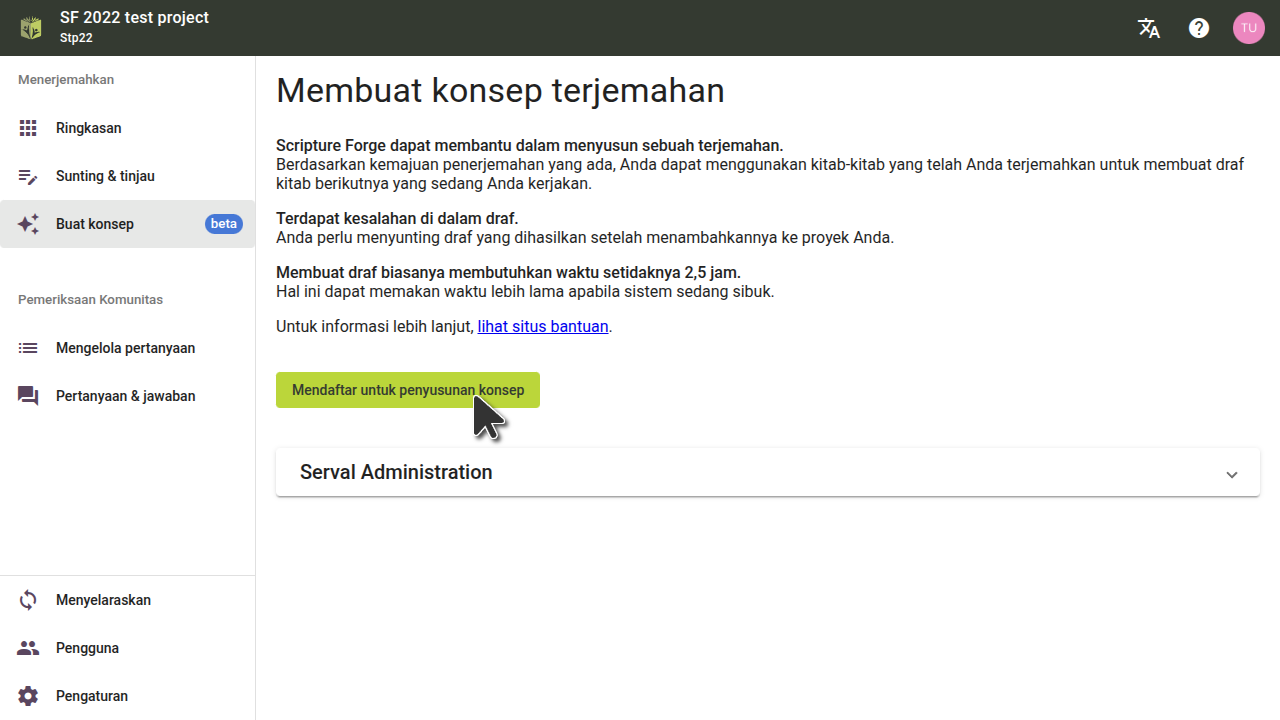 SF 2022 test project
Stp22
TU
Menerjemahkan
Ringkasan
Sunting & tinjau
Buat konsep
beta
Pemeriksaan Komunitas
Mengelola pertanyaan
Pertanyaan & jawaban
Menyelaraskan
Pengguna
Pengaturan
Membuat konsep terjemahan
Scripture Forge dapat membantu dalam menyusun sebuah terjemahan.
Berdasarkan kemajuan penerjemahan yang ada, Anda dapat menggunakan kitab-kitab yang telah Anda terjemahkan untuk membuat draf
kitab berikutnya yang sedang Anda kerjakan.
Terdapat kesalahan di dalam draf.
Anda perlu menyunting draf yang dihasilkan setelah menambahkannya ke proyek Anda.
Membuat draf biasanya membutuhkan waktu setidaknya 2,5 jam.
Hal ini dapat memakan waktu lebih lama apabila sistem sedang sibuk.
Untuk informasi lebih lanjut, lihat situs bantuan.
Mendaftar untuk penyusunan konsep
Serval Administration